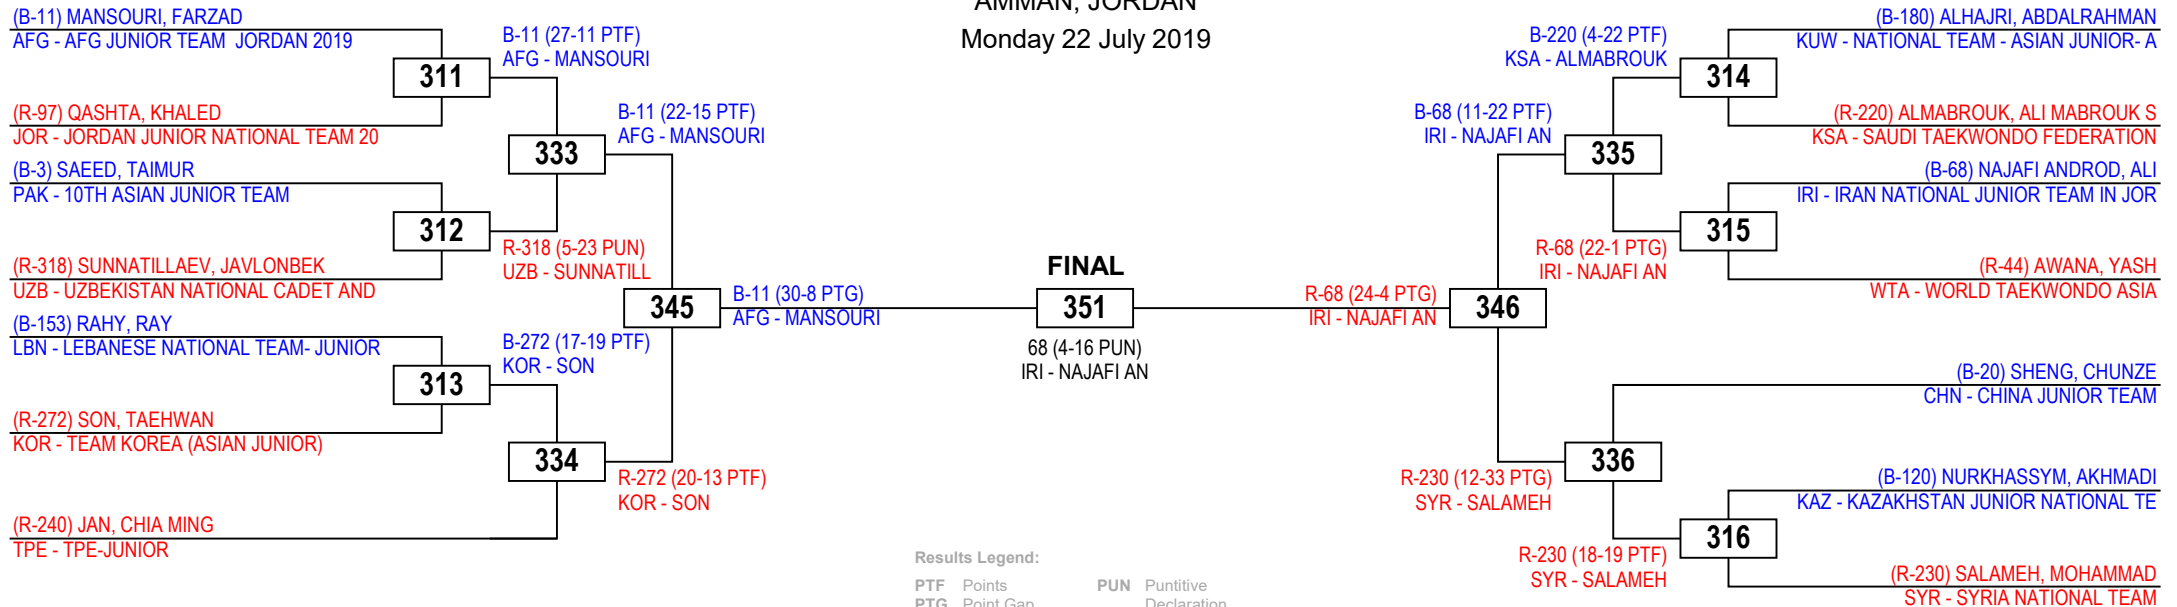 AMMAN, JORDAN
Monday 22 July 2019
(B-11) MANSOURI, FARZAD
AFG - AFG JUNIOR TEAM JORDAN 2019
311
(R-97) QASHTA, KHALED
JOR - JORDAN JUNIOR NATIONAL TEAM 20
B-11 (27-11 PTF)
AFG - MANSOURI
333
(B-3) SAEED, TAIMUR
PAK - 10TH ASIAN JUNIOR TEAM
312
(R-318) SUNNATILLAEV, JAVLONBEK
UZB - UZBEKISTAN NATIONAL CADET AND
R-318 (5-23 PUN)
UZB - SUNNATILL
B-11 (22-15 PTF)
AFG - MANSOURI
345
B-11 (30-8 PTG)
AFG - MANSOURI
(B-153) RAHY, RAY
LBN - LEBANESE NATIONAL TEAM- JUNIOR
313
(R-272) SON, TAEHWAN
KOR - TEAM KOREA (ASIAN JUNIOR)
B-272 (17-19 PTF)
KOR - SON
334
(R-240) JAN, CHIA MING
TPE - TPE-JUNIOR
R-272 (20-13 PTF)
KOR - SON
FINAL
351
68 (4-16 PUN)
IRI - NAJAFI AN
R-68 (24-4 PTG)
IRI - NAJAFI AN
346
B-68 (11-22 PTF)
IRI - NAJAFI AN
335
B-220 (4-22 PTF)
KSA - ALMABROUK
314
(B-180) ALHAJRI, ABDALRAHMAN
KUW - NATIONAL TEAM - ASIAN JUNIOR- A
(R-220) ALMABROUK, ALI MABROUK S
KSA - SAUDI TAEKWONDO FEDERATION
(B-68) NAJAFI ANDROD, ALI
IRI - IRAN NATIONAL JUNIOR TEAM IN JOR
315
R-68 (22-1 PTG)
IRI - NAJAFI AN
(R-44) AWANA, YASH
WTA - WORLD TAEKWONDO ASIA
(B-20) SHENG, CHUNZE
CHN - CHINA JUNIOR TEAM
336
R-230 (12-33 PTG)
SYR - SALAMEH
(B-120) NURKHASSYM, AKHMADI
KAZ - KAZAKHSTAN JUNIOR NATIONAL TE
316
R-230 (18-19 PTF)
SYR - SALAMEH
(R-230) SALAMEH, MOHAMMAD
SYR - SYRIA NATIONAL TEAM
Results Legend:
PTF Points PUN Puntitive
PTG Point Gap Declaration